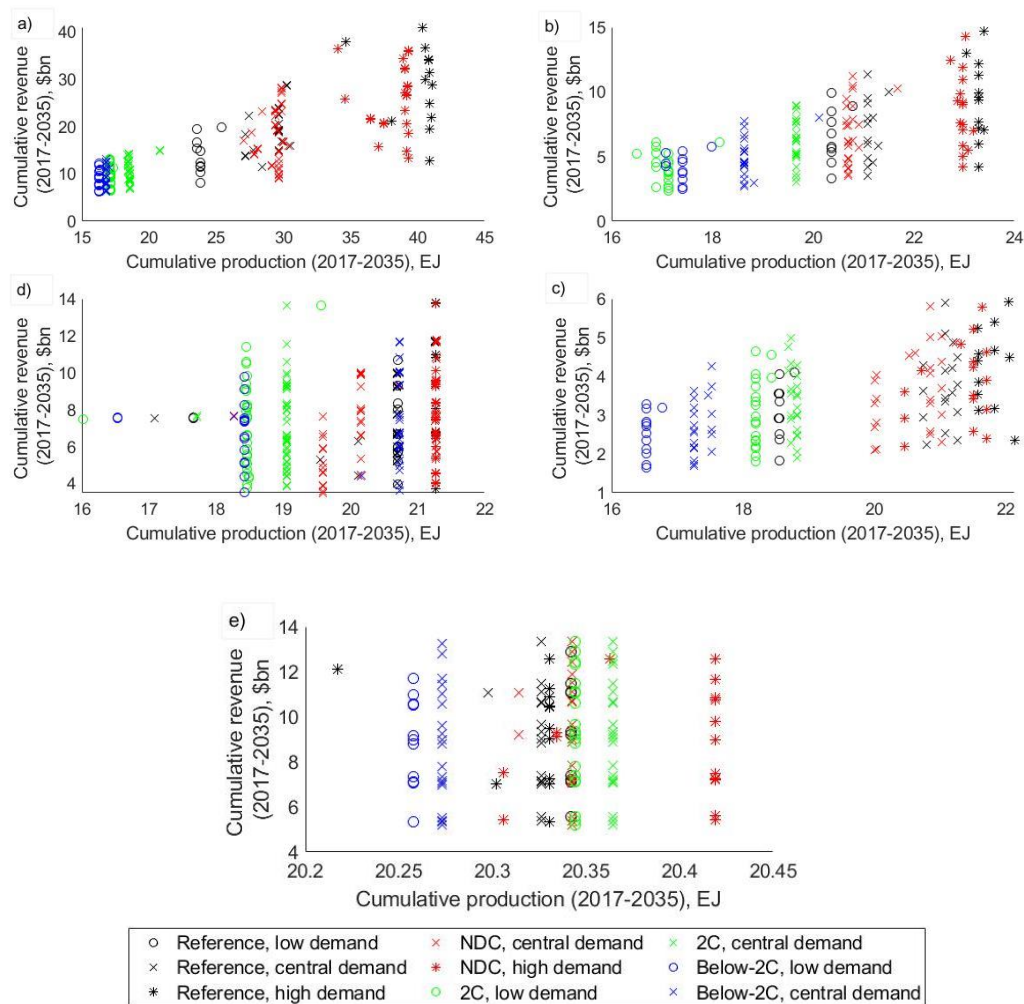 a)
Cumulative revenue
(2017-2035), $bn
40
30
20
10
0
15 20 25 30 35 40 45
Cumulative production (2017-2035), EJ
b)
Cumulative revenue
(2017-2035), $bn
15
10
5
0
16 18 20 22 24
Cumulative production (2017-2035), EJ
d)
Cumulative revenue
(2017-2035), $bn
14
12
10
8
6
4
16 17 18 19 20 21 22
Cumulative production (2017-2035), EJ
c)
Cumulative revenue
(2017-2035), $bn
6
5
4
3
2
1
16 18 20 22
Cumulative production (2017-2035), EJ
e)
Cumulative revenue
(2017-2035), $bn
14
12
10
8
6
4
20.2 20.25 20.3 20.35 20.4 20.45
Cumulative production (2017-2035), EJ
Reference, low demand
Reference, central demand
Reference, high demand
NDC, central demand
NDC, high demand
2C, low demand
2C, central demand
Below-2C, low demand
Below-2C, central demand